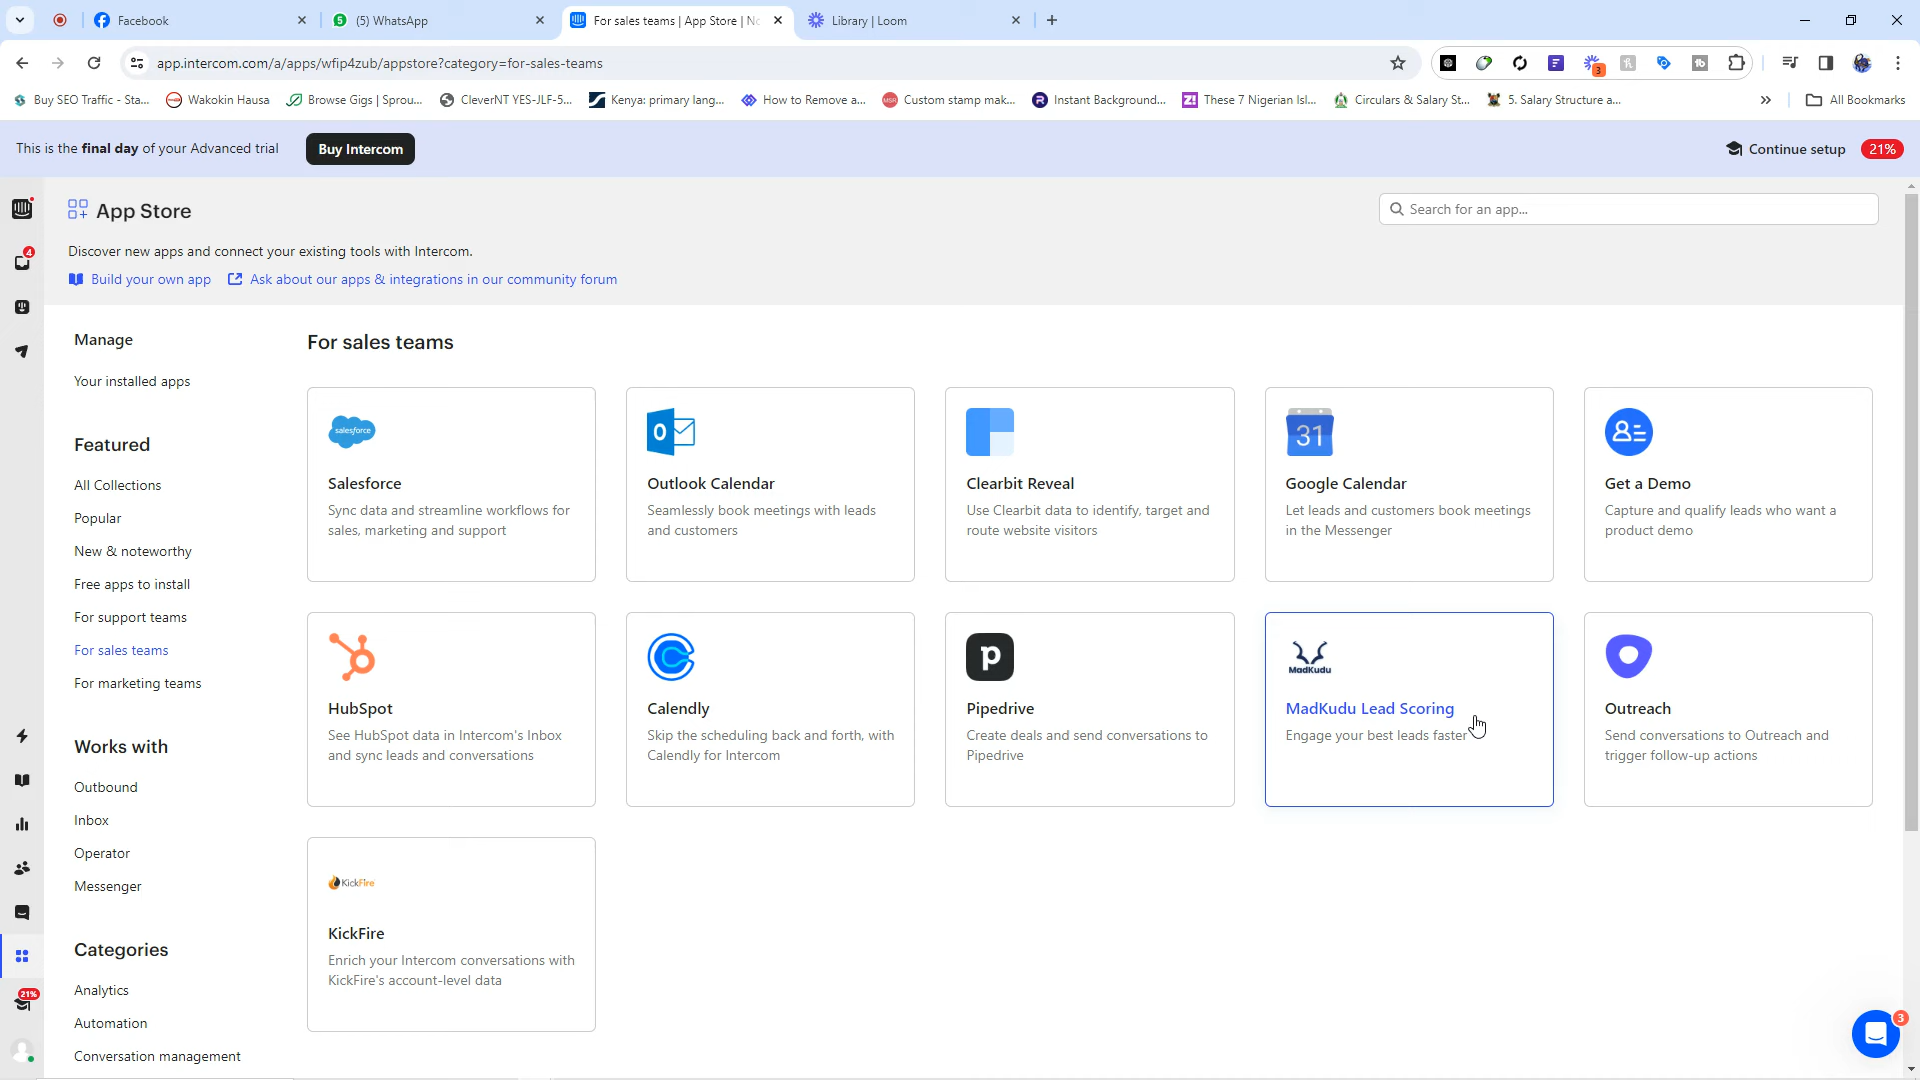 Facebook
5
(5) WhatsApp
For sales teams | App Store | No
Library | Loom
app.intercom.com/a/apps/wfip4zub/appstore?category=for-sales-teams
3
Buy SEO Traffic - Sta...
Wakokin Hausa
Browse Gigs | Sprou...
CleverNT YES-JLF-5...
Kenya: primary lang...
How to Remove a...
Custom stamp mak...
Instant Background...
These 7 Nigerian Isl...
Circulars & Salary St...
5. Salary Structure a...
All Bookmarks
This is the final day of your Advanced trial
Buy Intercom
Continue setup
21%
App Store
Search for an app...
Discover new apps and connect your existing tools with Intercom.
Build your own app
Ask about our apps & integrations in our community forum
4
21%
Manage
Your installed apps
Featured
All Collections
Popular
New & noteworthy
Free apps to install
For support teams
For sales teams
For marketing teams
Works with
Outbound
Inbox
Operator
Messenger
Categories
Analytics
Automation
Conversation management
For sales teams
salesforce
Salesforce
Sync data and streamline workflows for
sales, marketing and support
Outlook Calendar
Seamlessly book meetings with leads
and customers
Clearbit Reveal
Use Clearbit data to identify, target and
route website visitors
31
Google Calendar
Let leads and customers book meetings
in the Messenger
Get a Demo
Capture and qualify leads who want a
product demo
HubSpot
See HubSpot data in Intercom's Inbox
and sync leads and conversations
Calendly
Skip the scheduling back and forth, with
Calendly for Intercom
Pipedrive
Create deals and send conversations to
Pipedrive
MadKudu
MadKudu Lead Scoring
Engage your best leads faster
Outreach
Send conversations to Outreach and
trigger follow-up actions
KickFire
KickFire
Enrich your Intercom conversations with
KickFire's account-level data
3